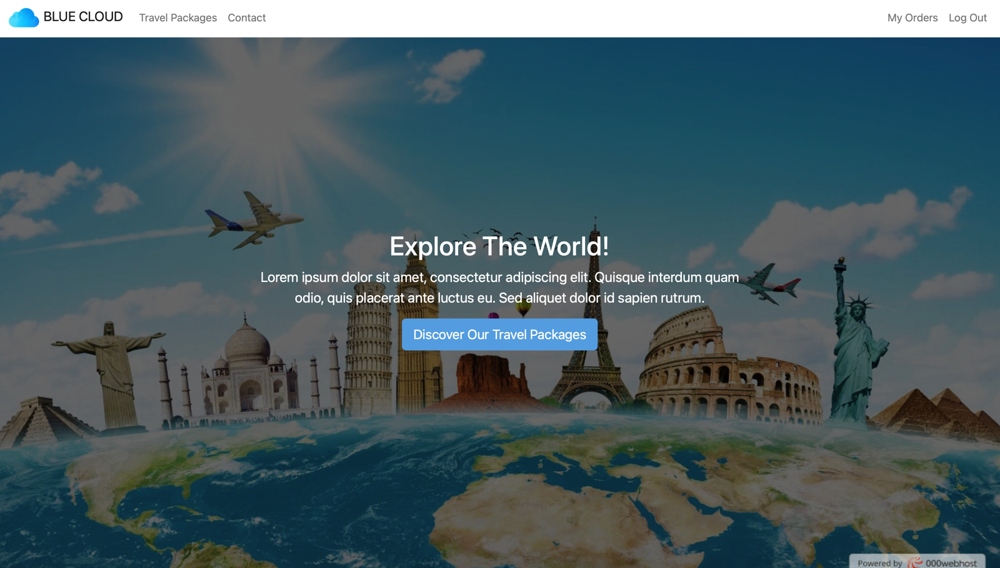 BLUE CLOUD
Travel Packages
Contact
My Orders
Log Out
Explore The World!
Lorem ipsum dolor sit amet, consectetur adipiscing elit. Quisque interdum quam
odio, quis placerat ante luctus eu. Sed aliquet dolor id sapien rutrum.
Discover Our Travel Packages
Powered by 000webhost